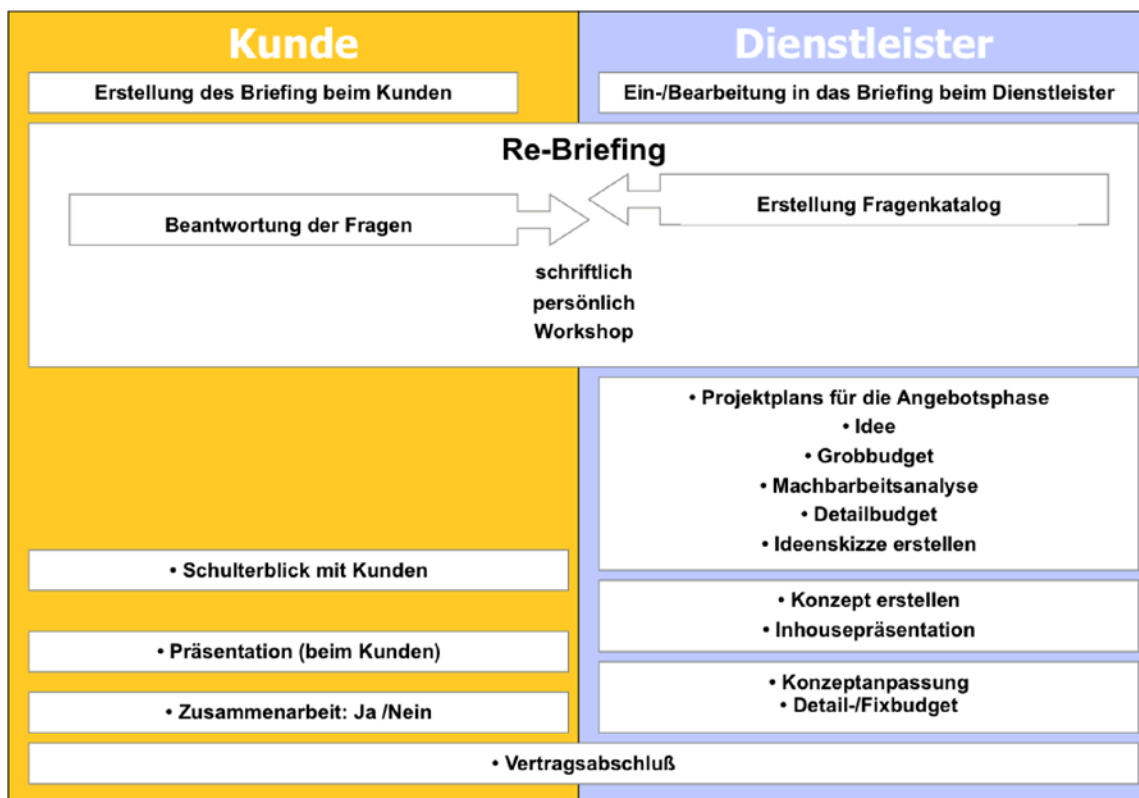 Kunde
Dienstleister
Erstellung des Briefing beim Kunden
Ein-/Bearbeitung in das Briefing beim Dienstleister
Re-Briefing
Beantwortung der Fragen
Erstellung Fragenkatalog
schriftlich
persönlich
Workshop
• Projektplans für die Angebotsphase
• Idee
• Grobbudget
• Machbarbeitsanalyse
• Detailbudget
• Ideenskizze erstellen
• Schulterblick mit Kunden
• Konzept erstellen
• Inhousepräsentation
• Präsentation (beim Kunden)
• Konzeptanpassung
• Detail-/Fixbudget
• Zusammenarbeit: Ja /Nein
• Vertragsabschluß